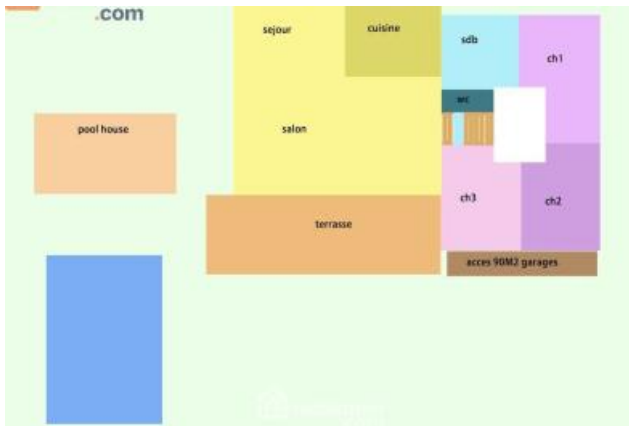 .com
sejour
cuisine
sdb
ch1
wc
pool house
salon
ch3
ch2
terrasse
acces 90M2 garages